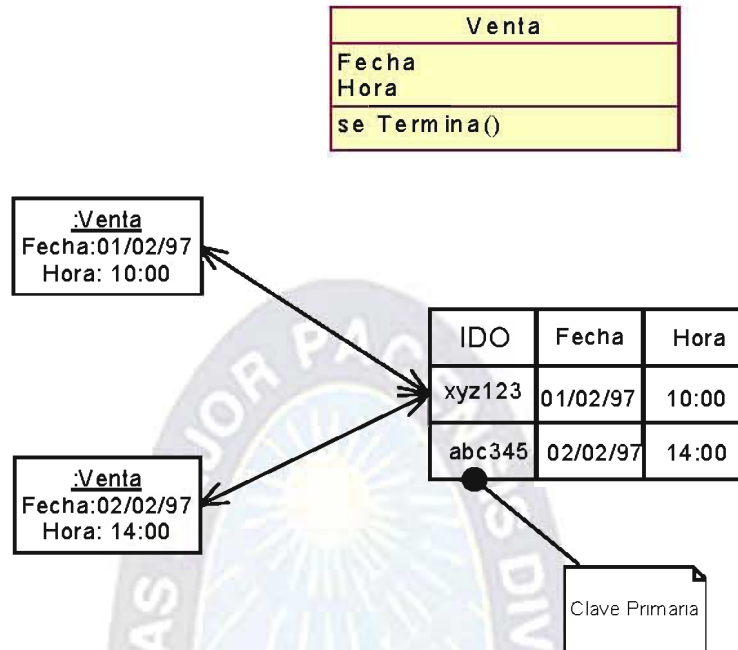 Venta
Fecha
Hora
se Termina()
:Venta
Fecha:01/02/97
Hora: 10:00
IDO Fecha Hora
xyz123 01/02/97 10:00
abc345 02/02/97 14:00
:Venta
Fecha:02/02/97
Hora: 14:00
Clave Primaria